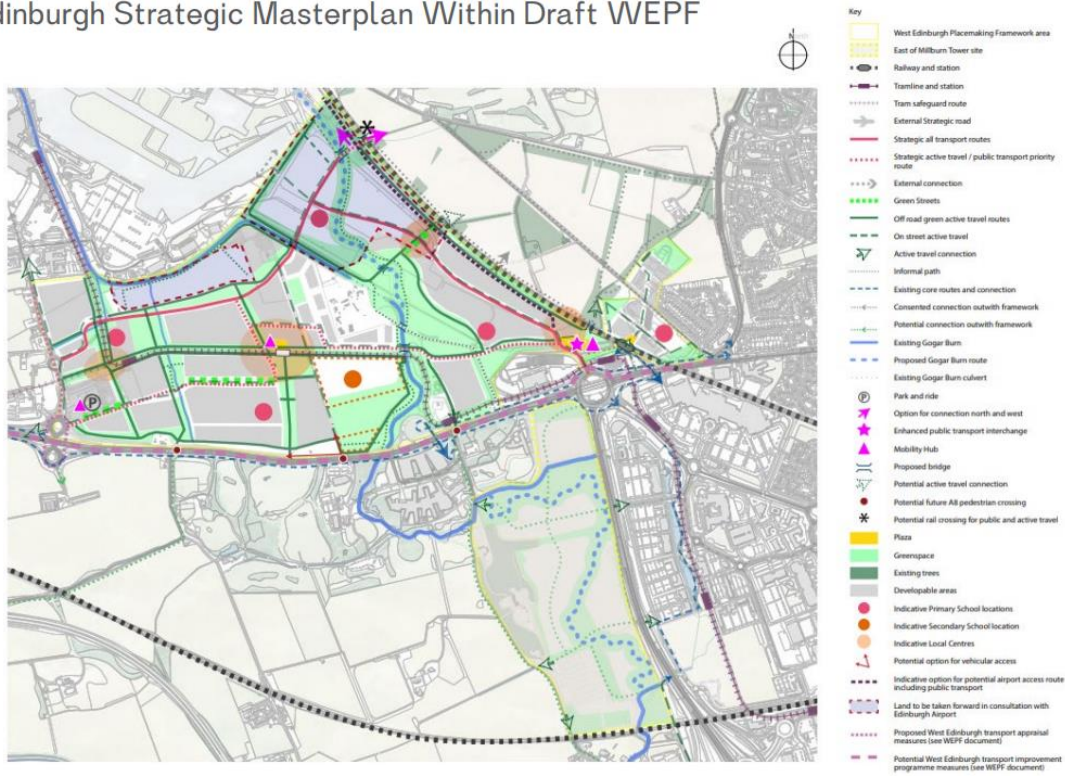 dinburgh Strategic Masterplan Within Draft WEPF
Key
West Edinburgh Placemaking Framework area
East of Millburn Tower site
Railway and station
Tramline and station
Tram safeguard route
External Strategic road
Strategic all transport routes
Strategic active travel / public transport priority
route
External connection
Green Streets
Off road green active travel routes
On street active travel
Active travel connection
Informal path
Existing core routes and connection
Consented connection outwith framework
Potential connection outwith framework
Existing Gogar Burn
Proposed Gogar Burn route
Existing Gogar Burn culvert
P
Park and ride
Option for connection north and west
Enhanced public transport interchange
Mobility Hub
Proposed bridge
Potential active travel connection
Potential future A8 pedestrian crossing
Potential rail crossing for public and active travel
Plaza
Greenspace
Existing trees
Developable areas
Indicative Primary School locations
Indicative Secondary School location
Indicative Local Centres
Potential option for vehicular access
Indicative option for potential airport access route
including public transport
Land to be taken forward in consultation with
Edinburgh Airport
Proposed West Edinburgh transport appraisal
measures (see WEPF document)
Potential West Edinburgh transport improvement
programme measures (see WEPF document)
P